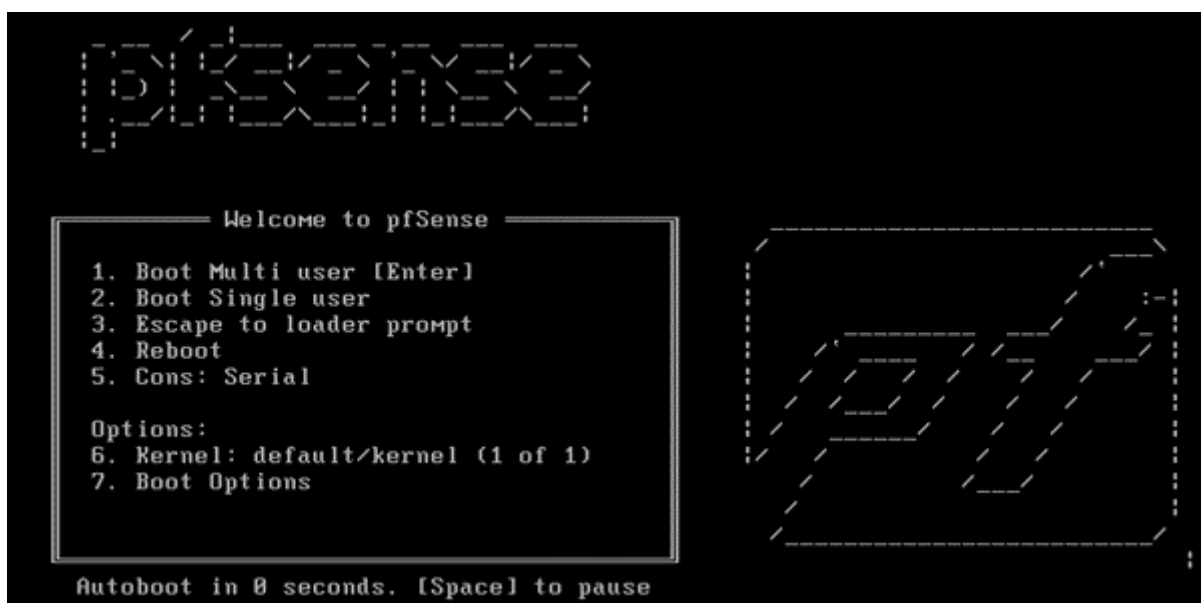 pfsense
Welcome to pfSense
1. Boot Multi user [Enter]
2. Boot Single user
3. Escape to loader prompt
4. Reboot
5. Cons: Serial
Options:
6. Kernel: default/kernel (1 of 1)
7. Boot Options
pf
Autoboot in 0 seconds. [Space] to pause